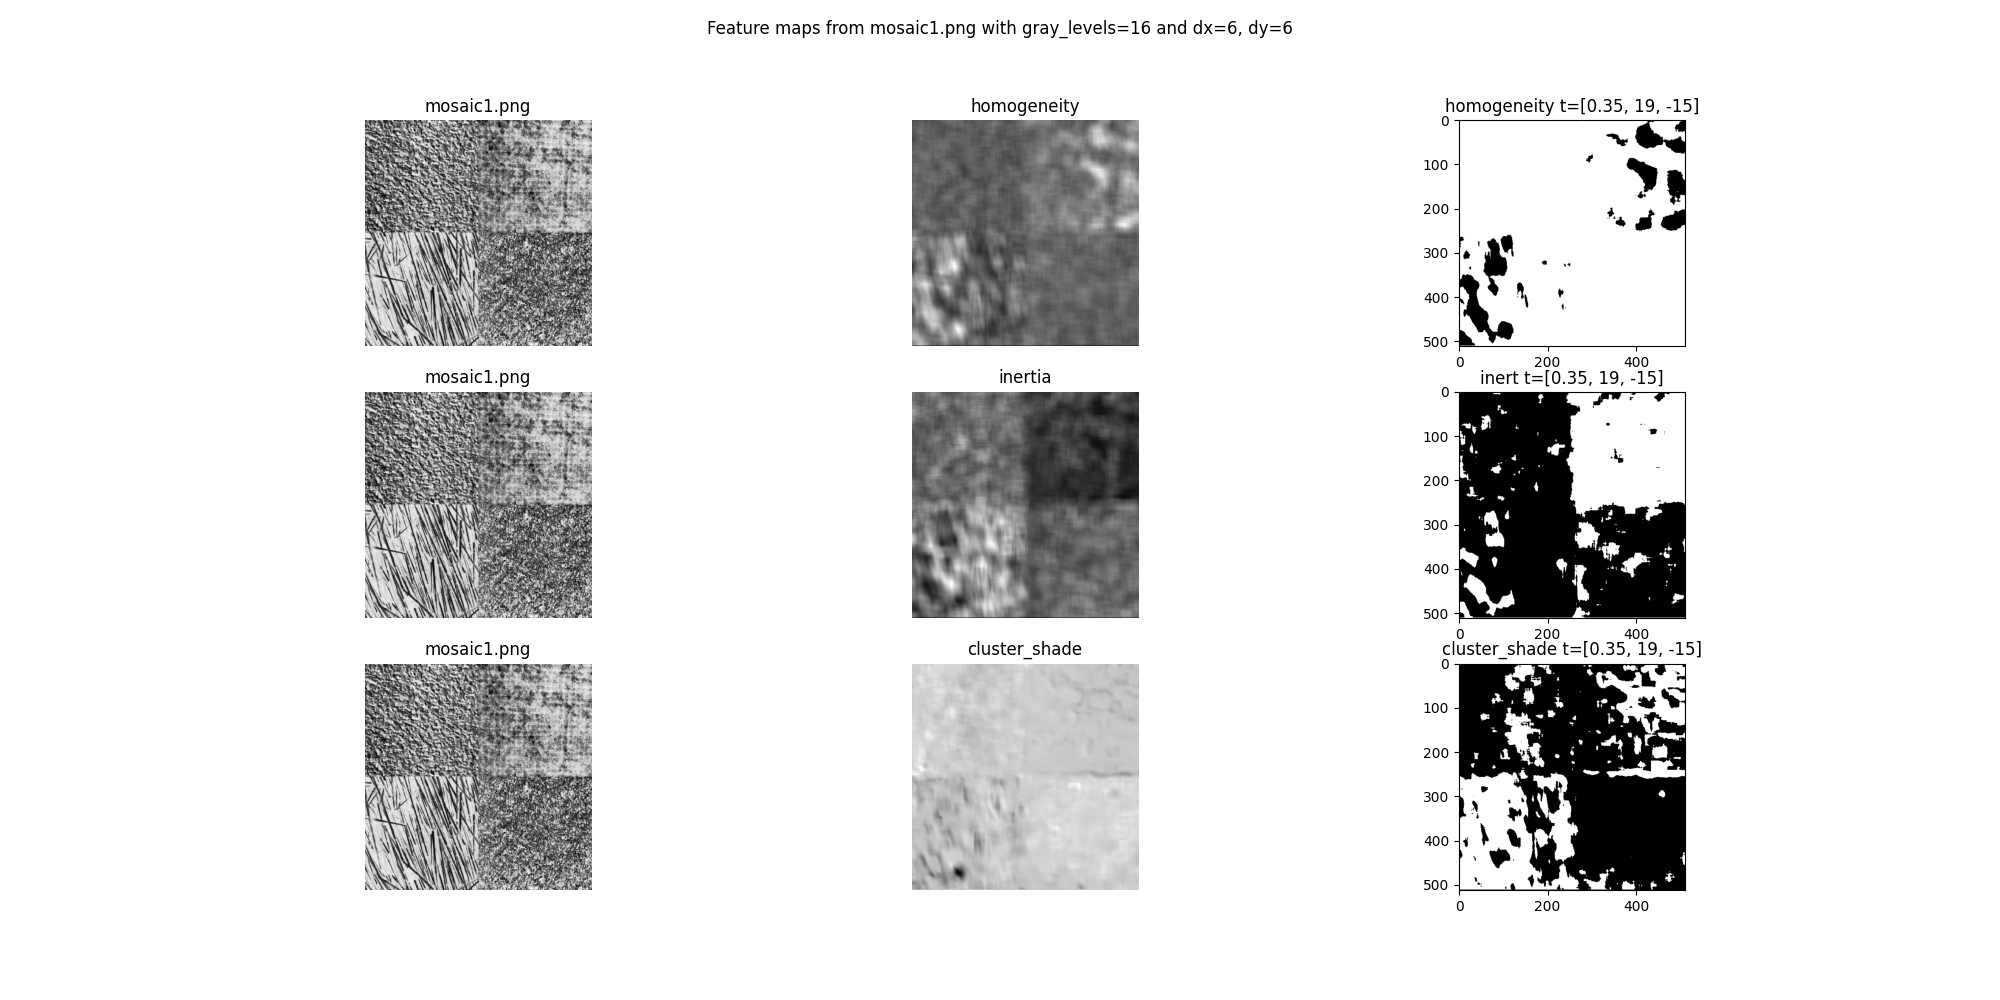 Feature maps from mosaic1.png with gray_levels=16 and dx=6, dy=6
mosaic1.png
homogeneity
homogeneity t=[0.35, 19, -15]
0
100
200
300
400
500
0
200
400
mosaic1.png
inertia
inert t=[0.35, 19, -15]
0
100
200
300
400
500
0
200
400
mosaic1.png
cluster_shade
cluster_shade t=[0.35, 19, -15]
0
100
200
300
400
500
0
200
400